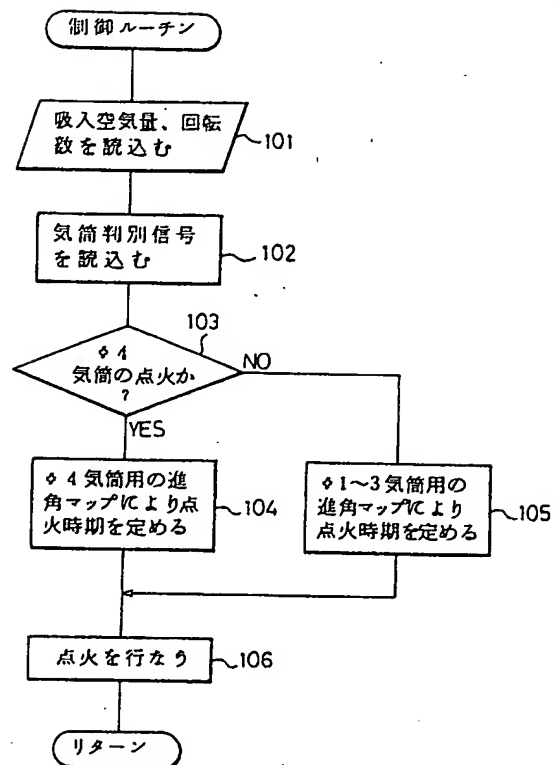 制御ルーチン
吸入空気量、回転
数を読込む
101
気筒判別信号
を読込む
102
103
#4
気筒の点火か
?
NO
YES
#4気筒用の進
角マップにより点
火時期を定める
104
#1~3気筒用の
進角マップにより
点火時期を定める
105
点火を行なう
106
リターン